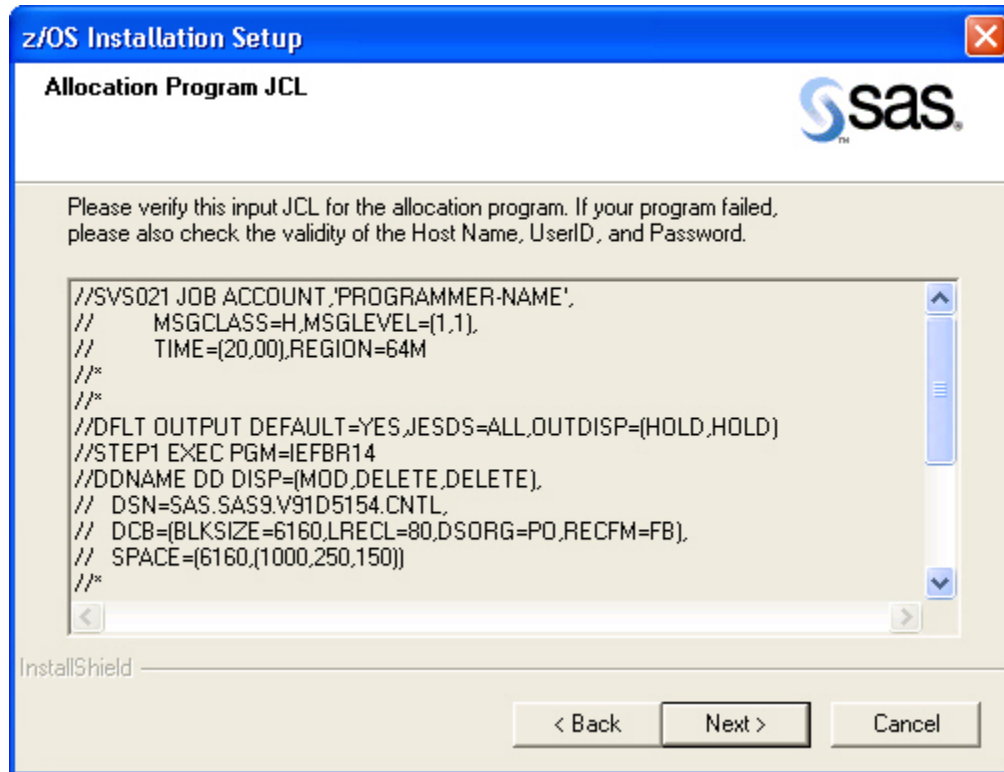 z/OS Installation Setup
Allocation Program JCL
sas.
TM
Please verify this input JCL for the allocation program. If your program failed,
please also check the validity of the Host Name, UserID, and Password.
//SVS021 JOB ACCOUNT,'PROGRAMMER-NAME',
//        MSGCLASS=H,MSGLEVEL=(1,1),
//        TIME=(20,00),REGION=64M
//*
//*
//DFLT OUTPUT DEFAULT=YES,JESDS=ALL,OUTDISP=(HOLD,HOLD)
//STEP1 EXEC PGM=IEFBR14
//DDNAME DD DISP=(MOD,DELETE,DELETE),
//  DSN=SAS.SAS9.V91D5154.CNTL,
//  DCB=(BLKSIZE=6160,LRECL=80,DSORG=PO,RECFM=FB),
//  SPACE=(6160,(1000,250,150))
//*
InstallShield
< Back Next > Cancel